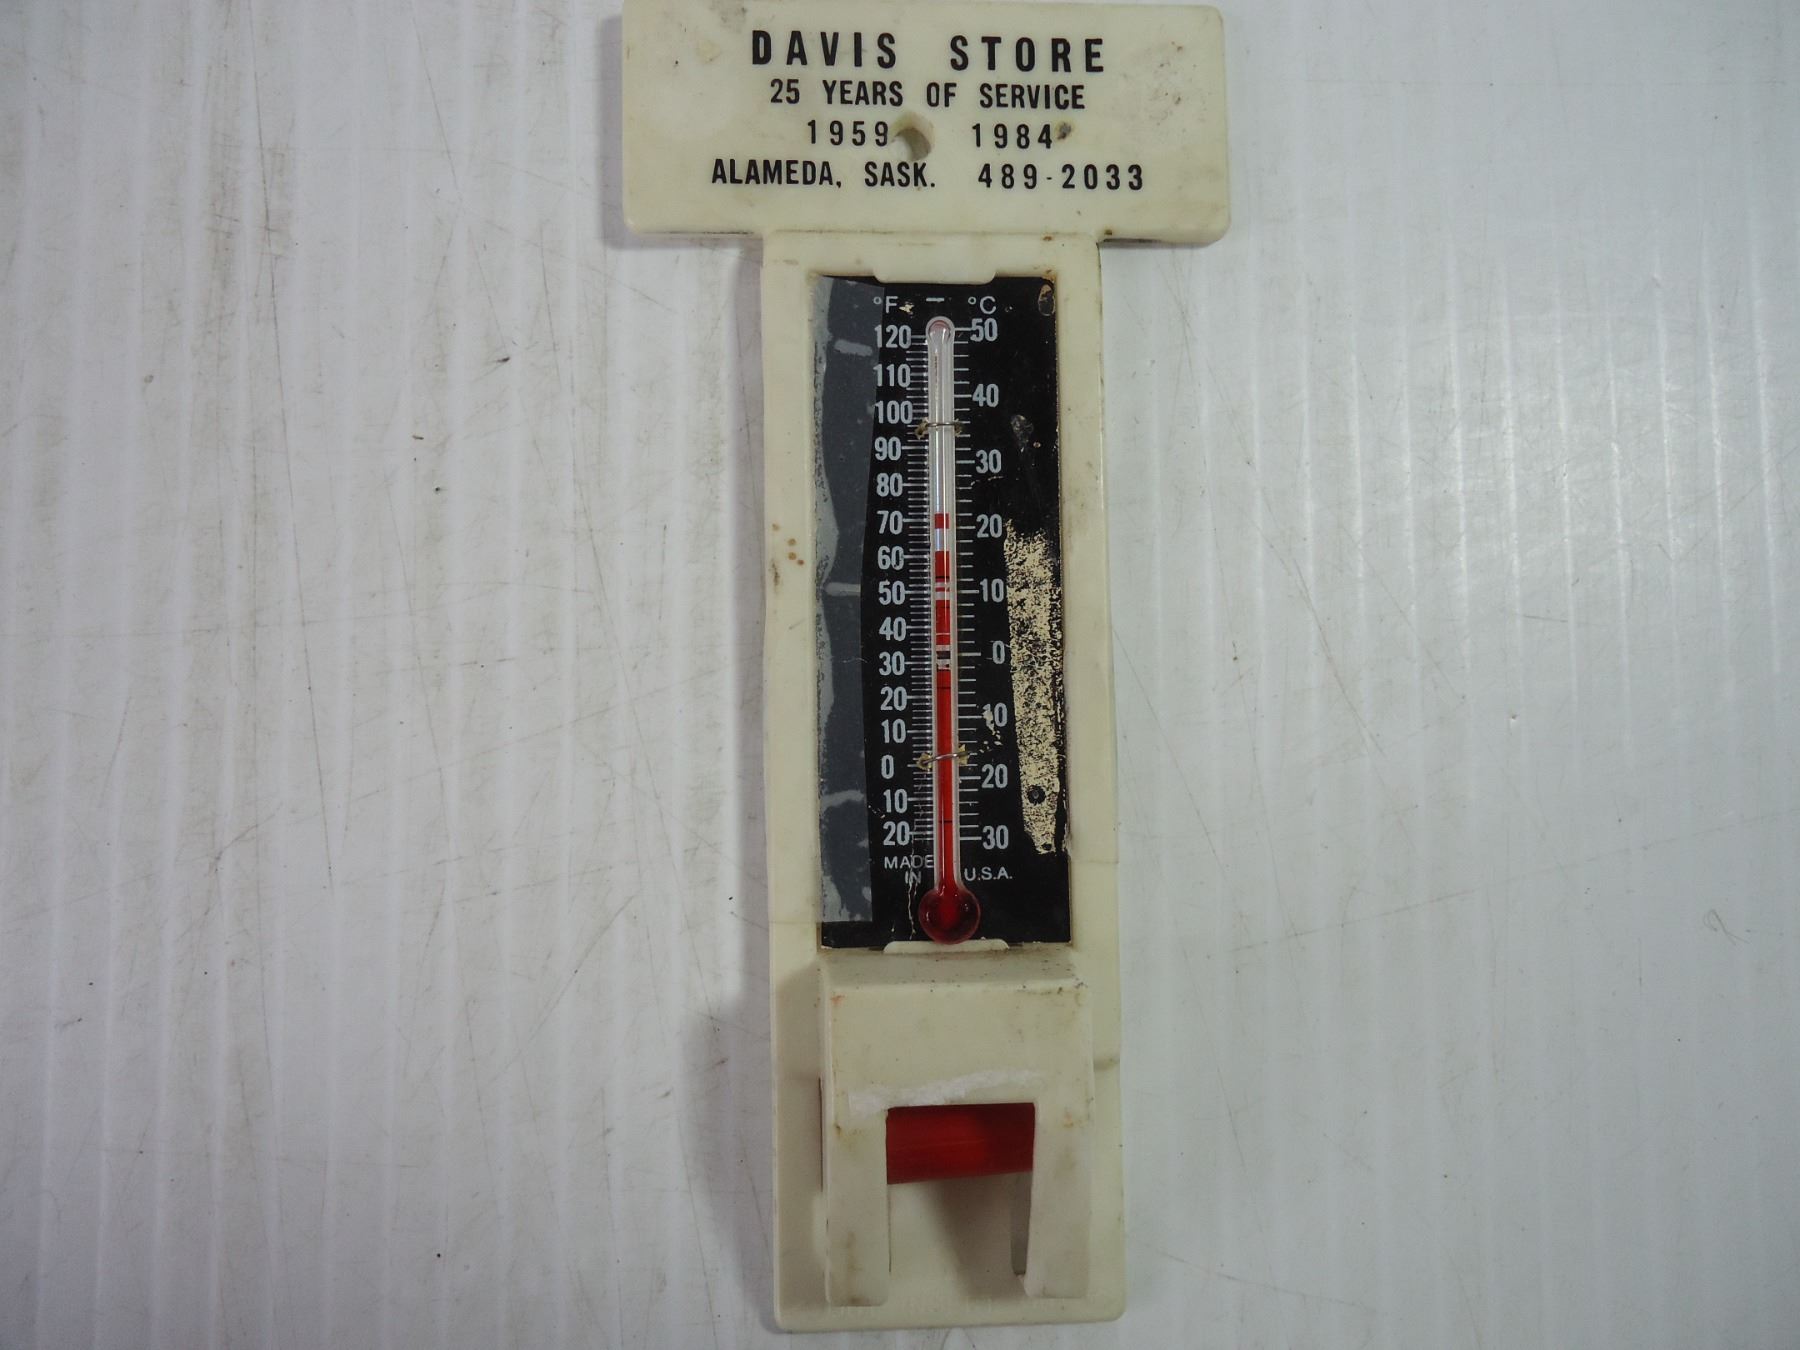 DAVIS STORE
25 YEARS OF SERVICE
1959 1984
ALAMEDA, SASK. 489-2033
°F °C
120 50
110
100 40
90
80 30
70 20
60
50 10
40
30 0
20
10 10
0 20
10
20 30
MADE
IN U.S.A.